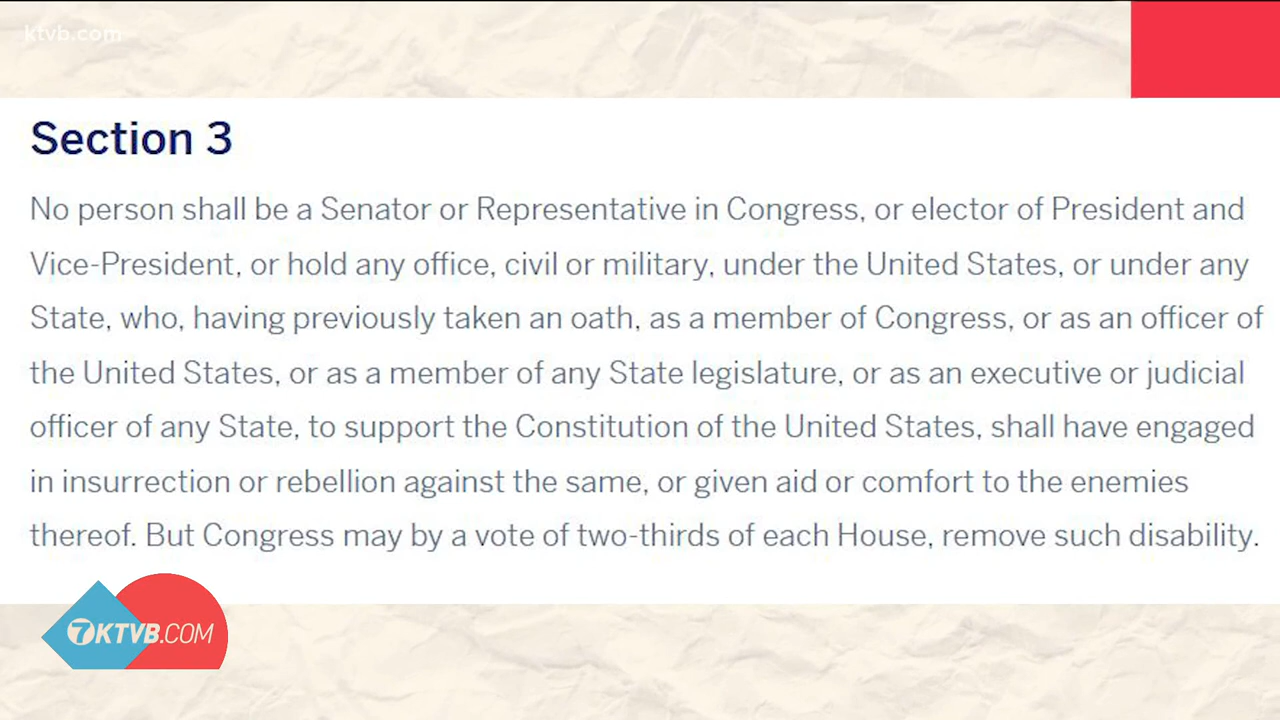 ktvb.com
Section 3
No person shall be a Senator or Representative in Congress, or elector of President and
Vice-President, or hold any office, civil or military, under the United States, or under any
State, who, having previously taken an oath, as a member of Congress, or as an officer of
the United States, or as a member of any State legislature, or as an executive or judicial
officer of any State, to support the Constitution of the United States, shall have engaged
in insurrection or rebellion against the same, or given aid or comfort to the enemies
thereof. But Congress may by a vote of two-thirds of each House, remove such disability.
7KTVB.COM